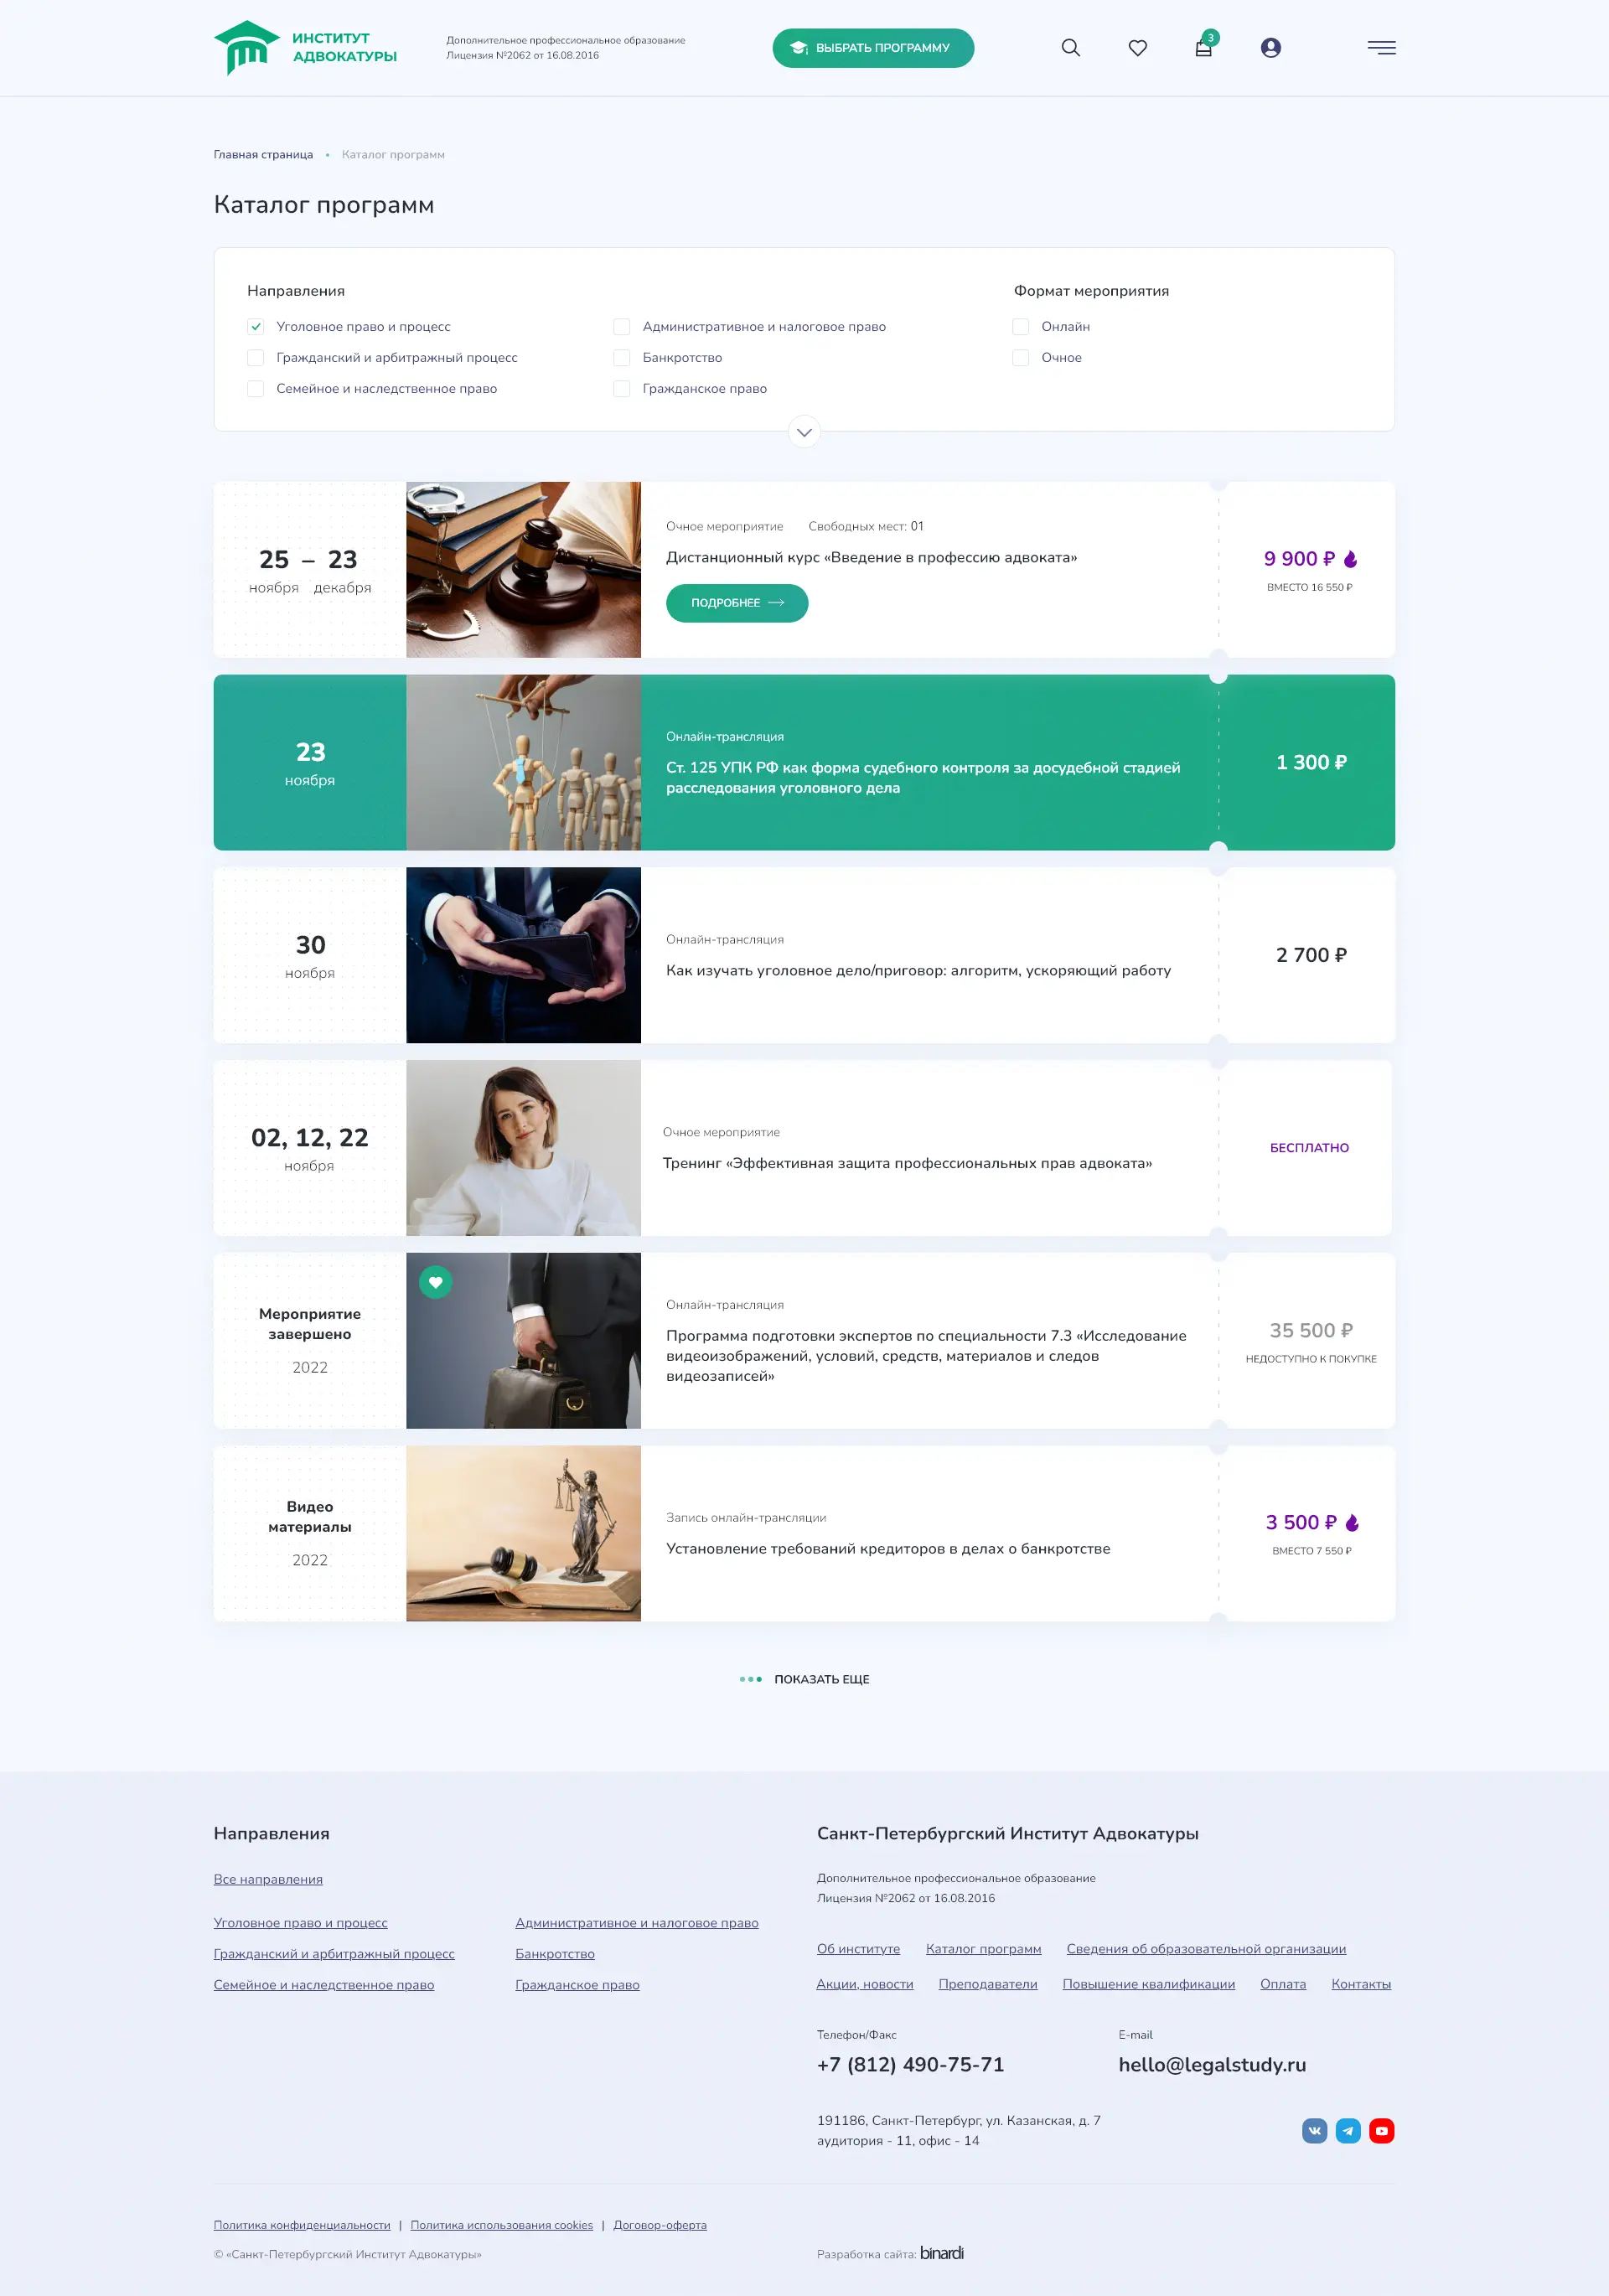 ИНСТИТУТ
АДВОКАТУРЫ
Дополнительное профессиональное образование
Лицензия №2062 от 16.08.2016
ВЫБРАТЬ ПРОГРАММУ
3
Главная страница • Каталог программ
Каталог программ
Направления
Уголовное право и процесс
Гражданский и арбитражный процесс
Семейное и наследственное право
Административное и налоговое право
Банкротство
Гражданское право
Формат мероприятия
Онлайн
Очное
25 – 23
ноября декабря
Очное мероприятие Свободных мест: 01
Дистанционный курс «Введение в профессию адвоката»
ПОДРОБНЕЕ
9 900 ₽
ВМЕСТО 16 550 ₽
23
ноября
Онлайн-трансляция
Ст. 125 УПК РФ как форма судебного контроля за досудебной стадией
расследования уголовного дела
1 300 ₽
30
ноября
Онлайн-трансляция
Как изучать уголовное дело/приговор: алгоритм, ускоряющий работу
2 700 ₽
02, 12, 22
ноября
Очное мероприятие
Тренинг «Эффективная защита профессиональных прав адвоката»
БЕСПЛАТНО
Мероприятие
завершено
2022
Онлайн-трансляция
Программа подготовки экспертов по специальности 7.3 «Исследование
видеоизображений, условий, средств, материалов и следов
видеозаписей»
35 500 ₽
НЕДОСТУПНО К ПОКУПКЕ
Видео
материалы
2022
Запись онлайн-трансляции
Установление требований кредиторов в делах о банкротстве
3 500 ₽
ВМЕСТО 7 550 ₽
ПОКАЗАТЬ ЕЩЕ
Направления
Все направления
Уголовное право и процесс
Гражданский и арбитражный процесс
Семейное и наследственное право
Административное и налоговое право
Банкротство
Гражданское право
Санкт-Петербургский Институт Адвокатуры
Дополнительное профессиональное образование
Лицензия №2062 от 16.08.2016
Об институте Каталог программ Сведения об образовательной организации
Акции, новости Преподаватели Повышение квалификации Оплата Контакты
Телефон/Факс
+7 (812) 490-75-71
E-mail
hello@legalstudy.ru
191186, Санкт-Петербург, ул. Казанская, д. 7
аудитория - 11, офис - 14
Политика конфиденциальности | Политика использования cookies | Договор-оферта
© «Санкт-Петербургский Институт Адвокатуры»
Разработка сайта: binardi